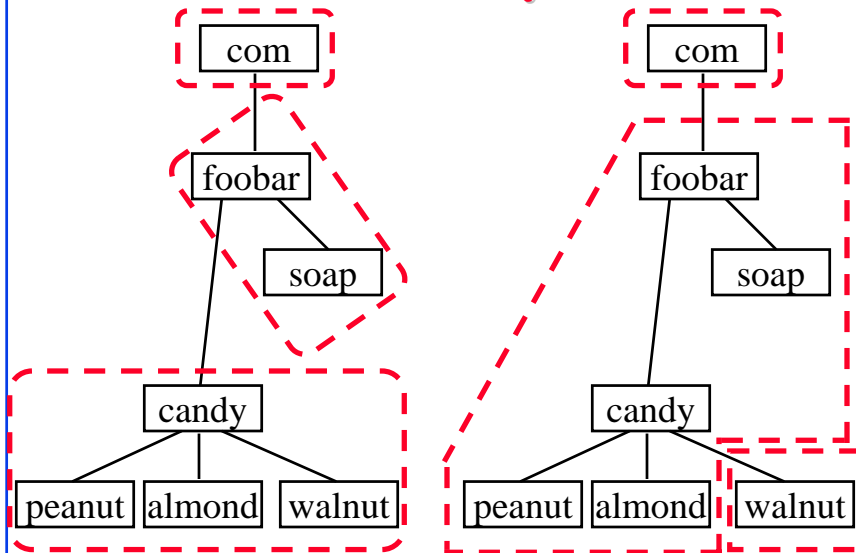 com com
foobar foobar
soap soap
candy candy
peanut almond walnut peanut almond walnut